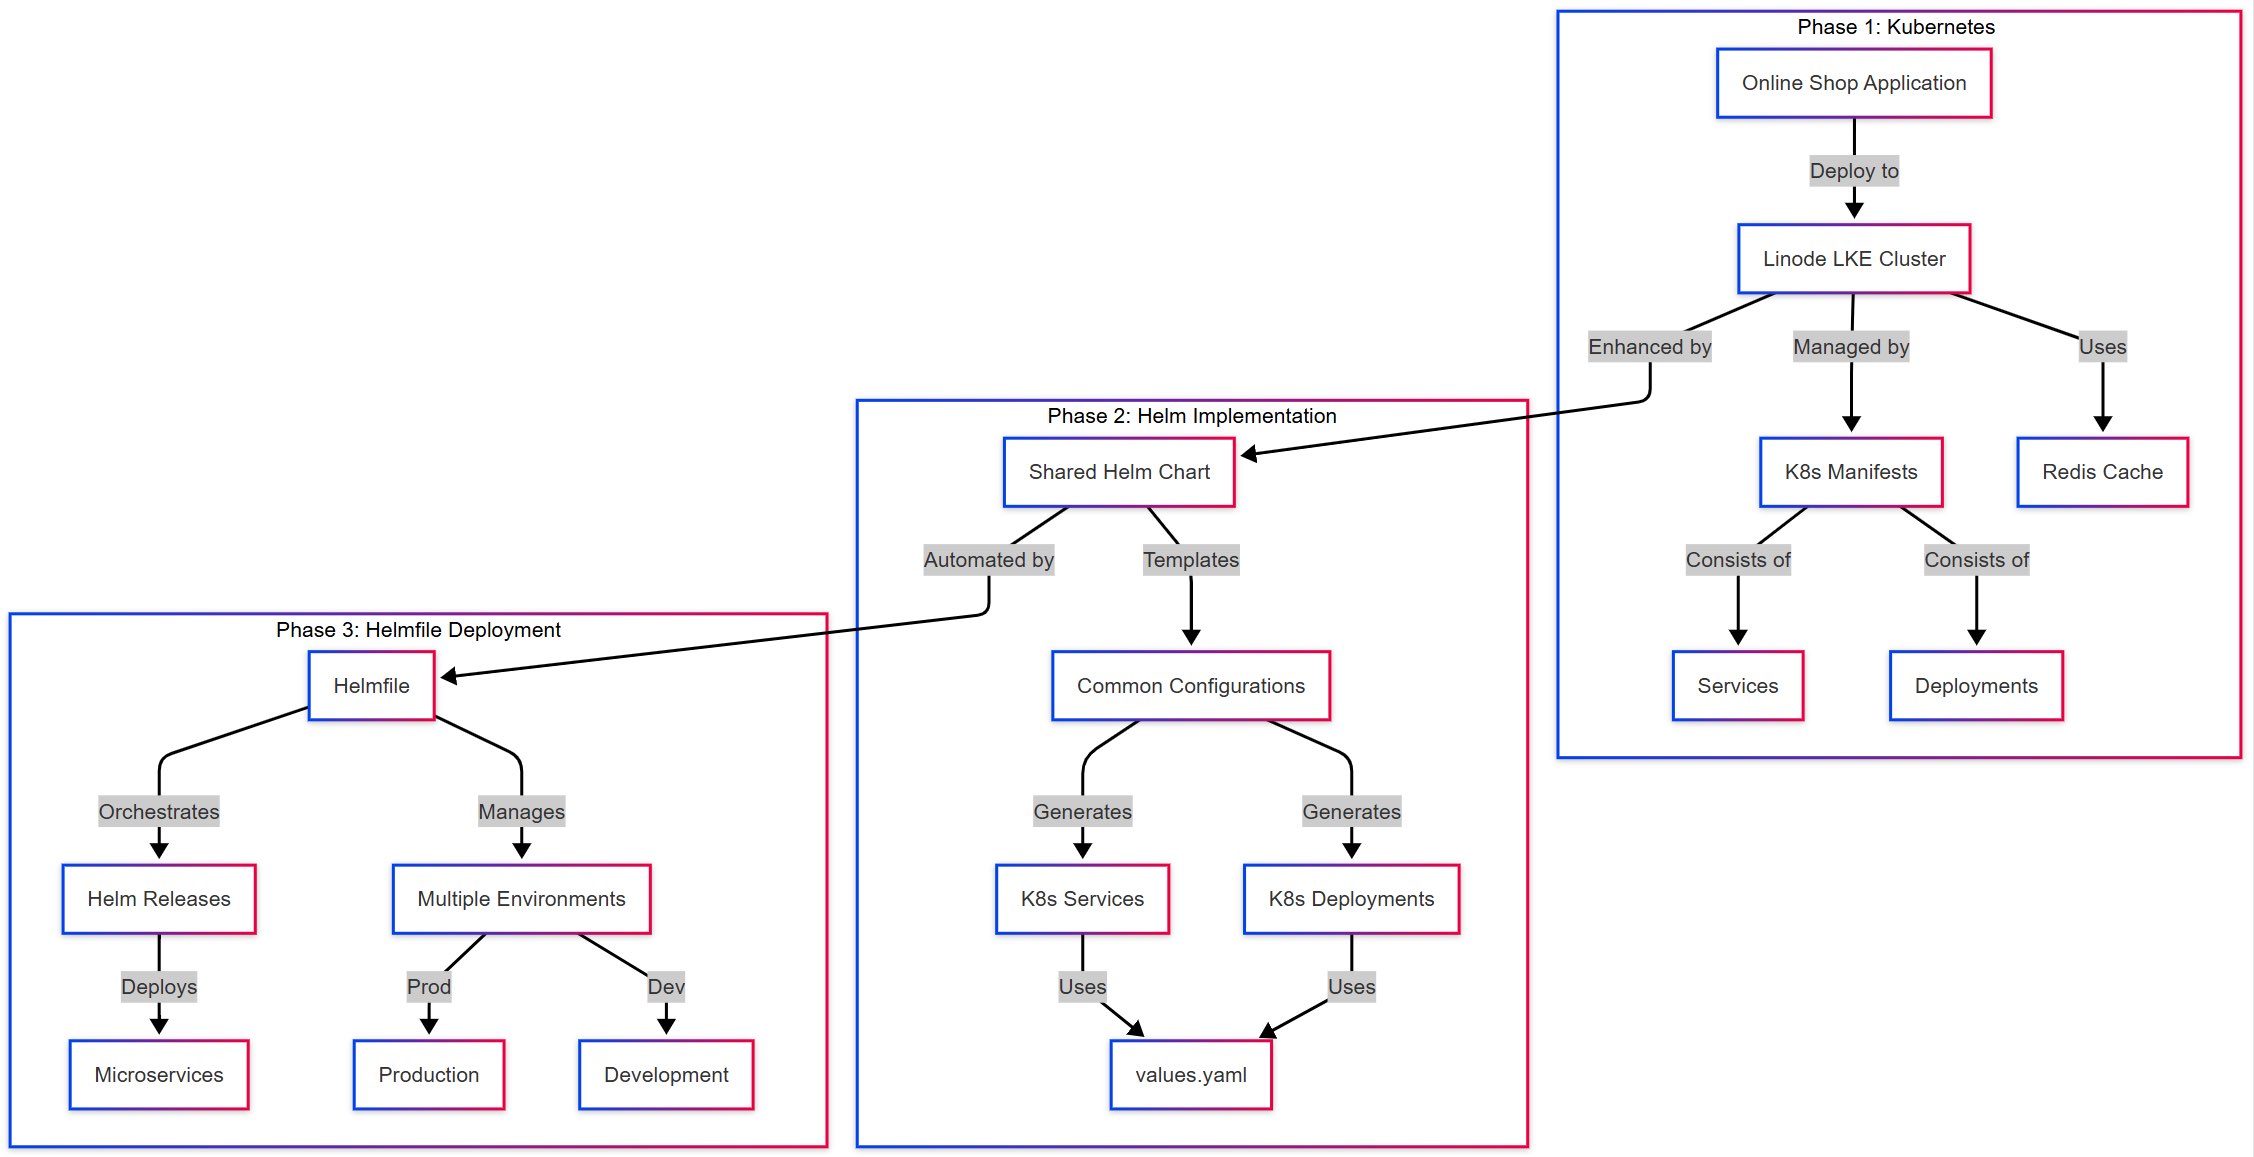 Phase 1: Kubernetes
Online Shop Application
Deploy to
Linode LKE Cluster
Enhanced by
Managed by
Uses
K8s Manifests
Redis Cache
Consists of
Consists of
Services
Deployments
Phase 2: Helm Implementation
Shared Helm Chart
Automated by
Templates
Common Configurations
Generates
Generates
K8s Services
K8s Deployments
Uses
Uses
values.yaml
Phase 3: Helmfile Deployment
Helmfile
Orchestrates
Manages
Helm Releases
Multiple Environments
Deploys
Prod
Dev
Microservices
Production
Development